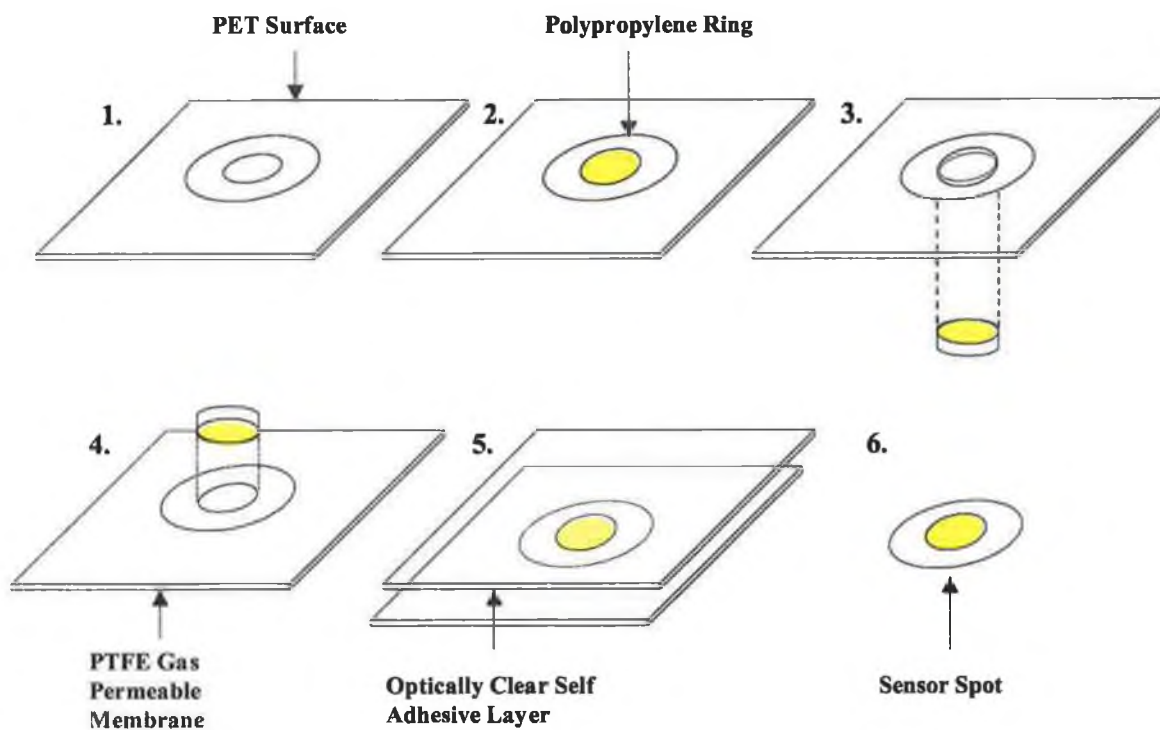 PET Surface
Polypropylene Ring
1.
2.
3.
4.
5.
6.
PTFE Gas
Permeable
Membrane
Optically Clear Self
Adhesive Layer
Sensor Spot